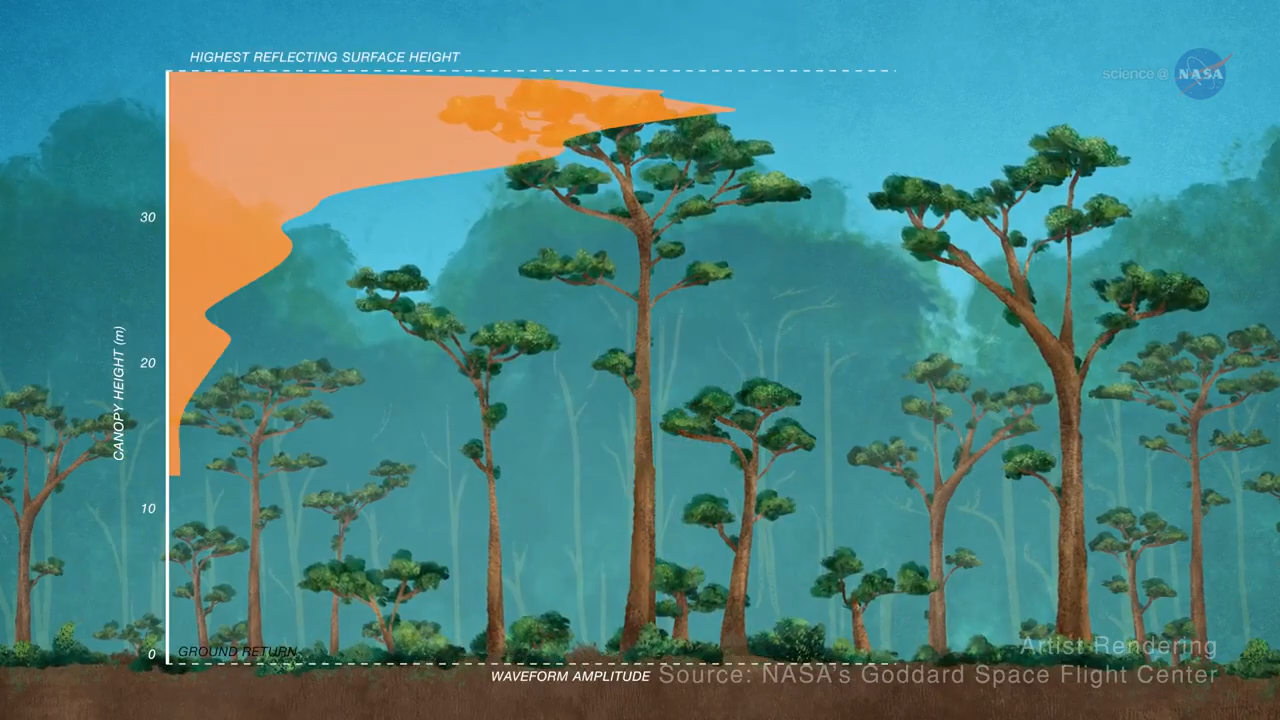 HIGHEST REFLECTING SURFACE HEIGHT
science @ NASA
30
20
CANOPY HEIGHT (m)
10
0
GROUND RETURN
Artist Rendering
WAVEFORM AMPLITUDE
Source: NASA's Goddard Space Flight Center